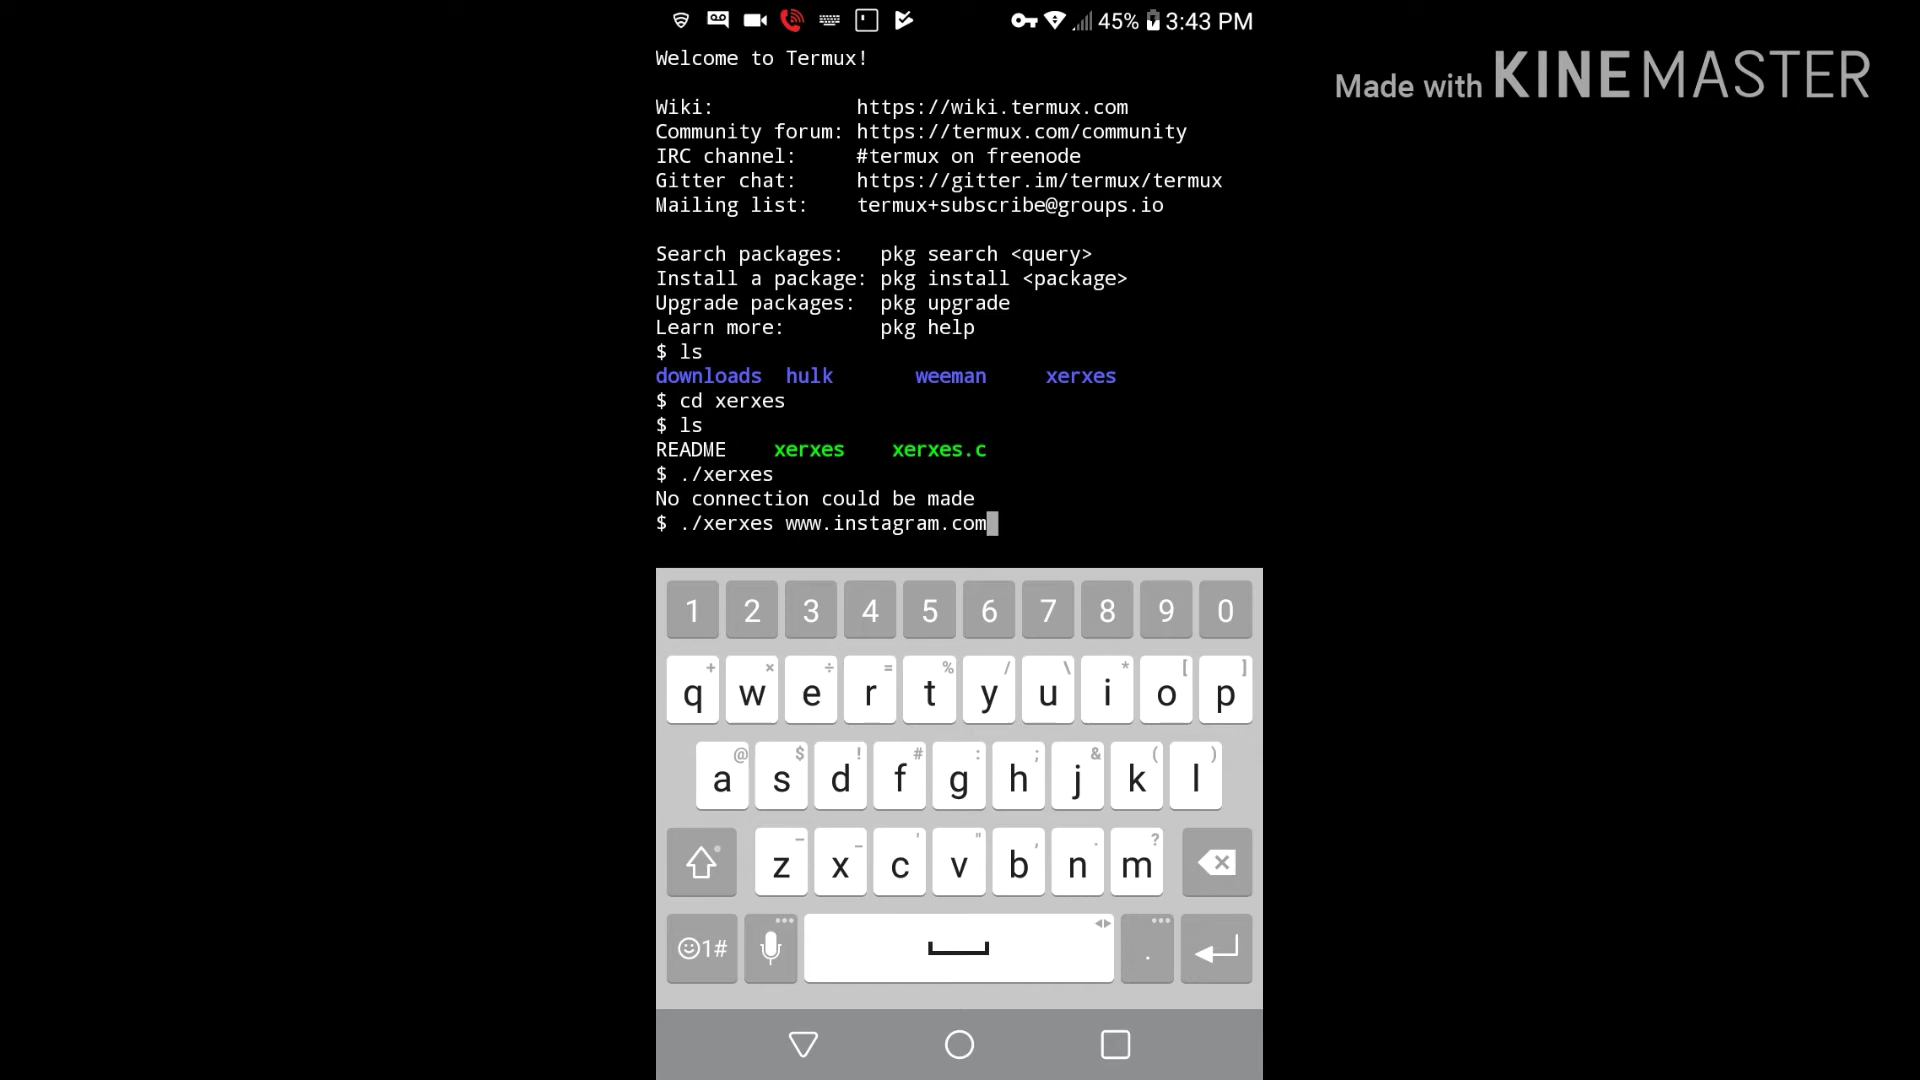 45% 3:43 PM
Made with KINEMASTER
Welcome to Termux!
Wiki: https://wiki.termux.com
Community forum: https://termux.com/community
IRC channel: #termux on freenode
Gitter chat: https://gitter.im/termux/termux
Mailing list: termux+subscribe@groups.io
Search packages: pkg search <query>
Install a package: pkg install <package>
Upgrade packages: pkg upgrade
Learn more: pkg help
$ ls
downloads hulk weeman xerxes
$ cd xerxes
$ ls
README xerxes xerxes.c
$ ./xerxes
No connection could be made
$ ./xerxes www.instagram.com
1 2 3 4 5 6 7 8 9 0
+ × ÷ = % / \ * [ ]
q w e r t y u i o p
@ $ ! # : ; & ( )
a s d f g h j k l
- _ ' " , . ?
z x c v b n m
1# .